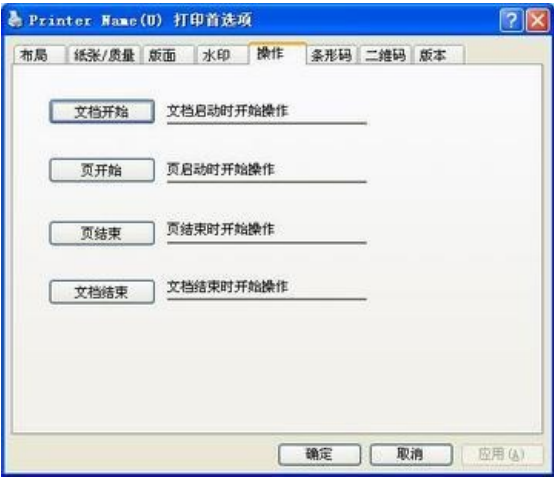 Printer Name(U) 打印首选项
布局 纸张/质量 版面 水印 操作 条形码 二维码 版本
文档开始 文档启动时开始操作
页开始 页启动时开始操作
页结束 页结束时开始操作
文档结束 文档结束时开始操作
确定 取消 应用(A)